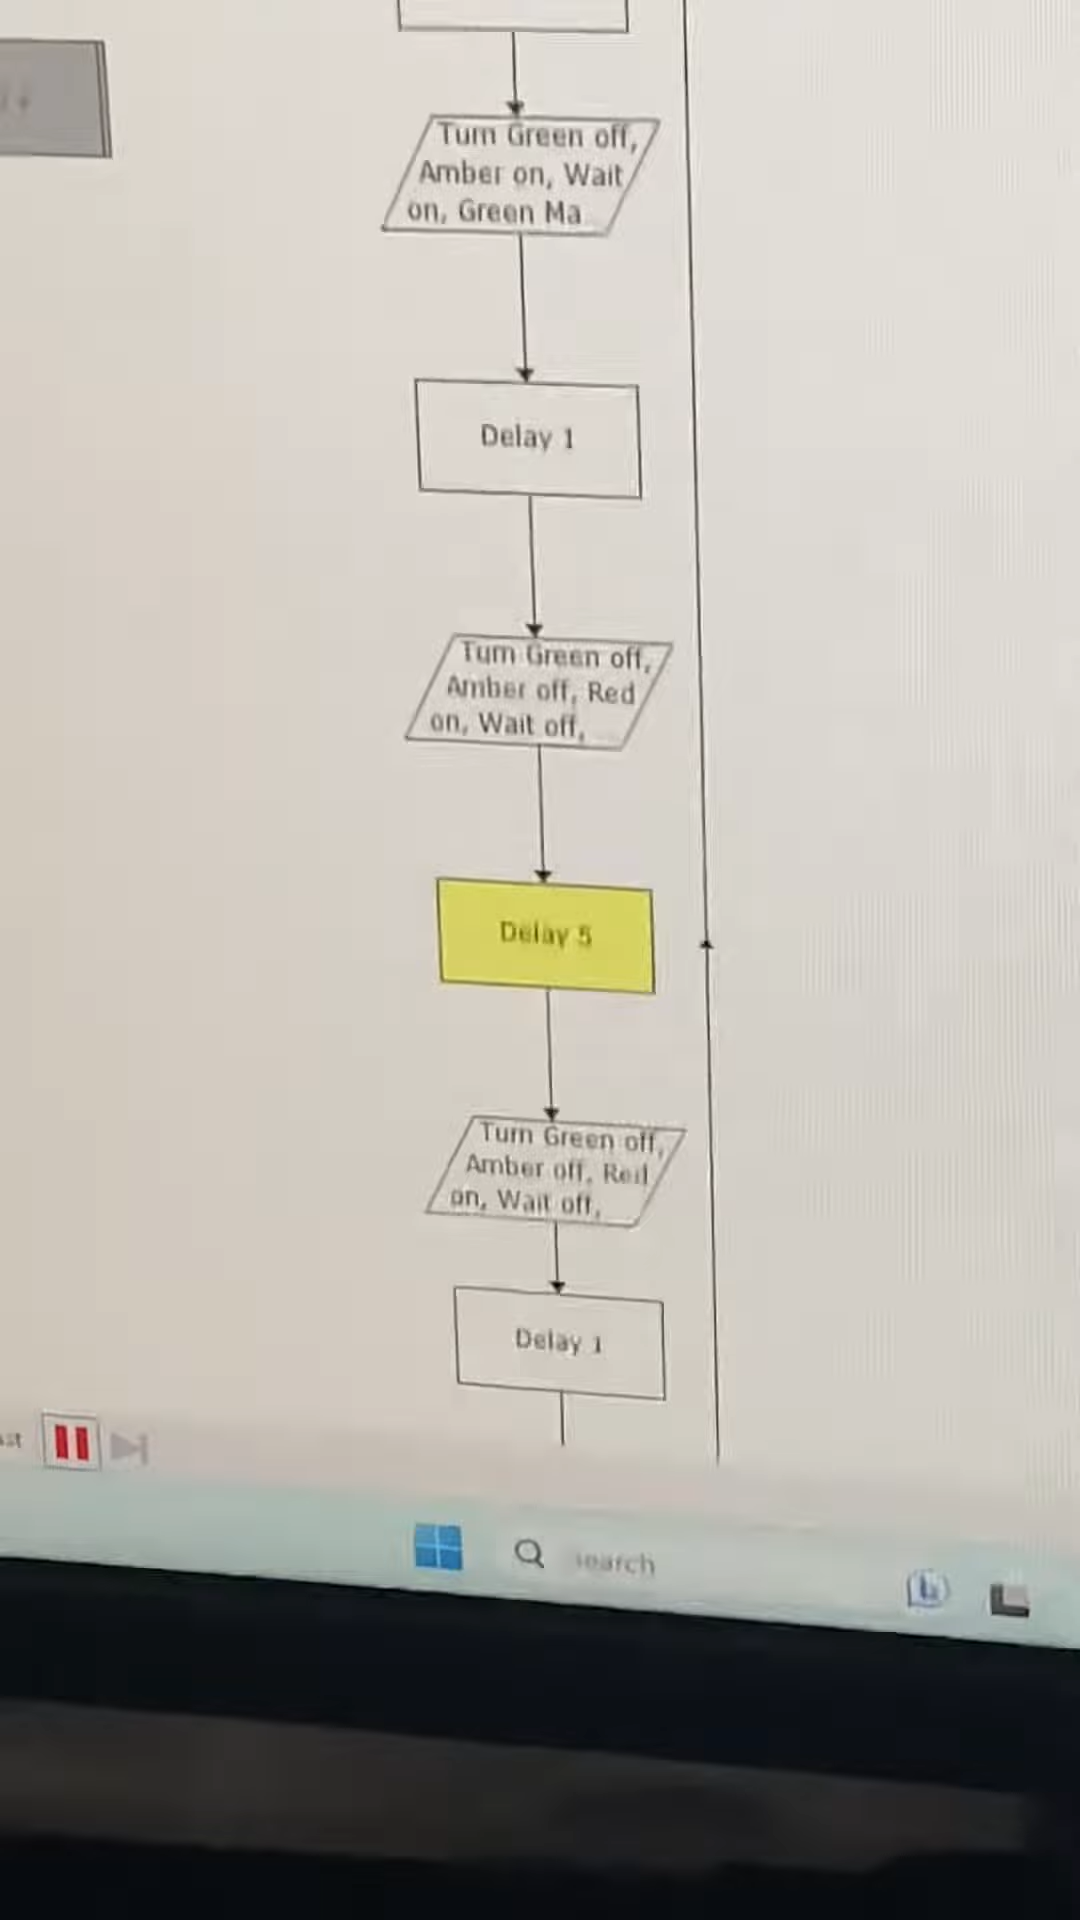 Turn Green off,
Amber on, Wait
on, Green Ma
Delay 1
Turn Green off,
Amber off, Red
on, Wait off,
Delay 5
Turn Green off,
Amber off, Red
on, Wait off,
Delay 1
search